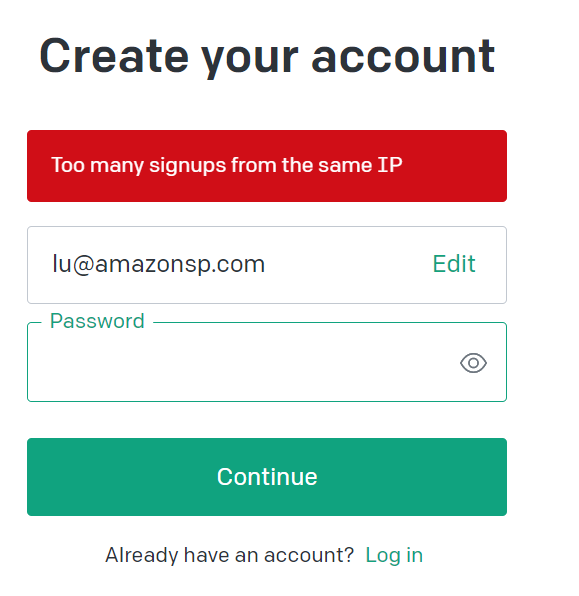 Create your account
Too many signups from the same IP
lu@amazonsp.com Edit
Password
Continue
Already have an account? Log in